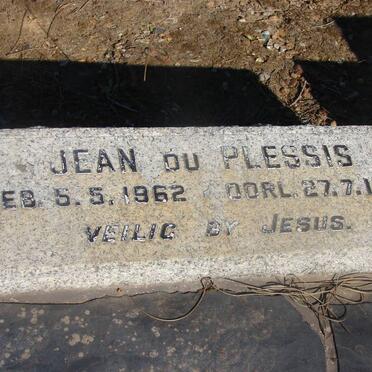 JEAN DU PLESSIS
EB. 5.5.1962 OORL. 27.7.1
VEILIG BY JESUS.